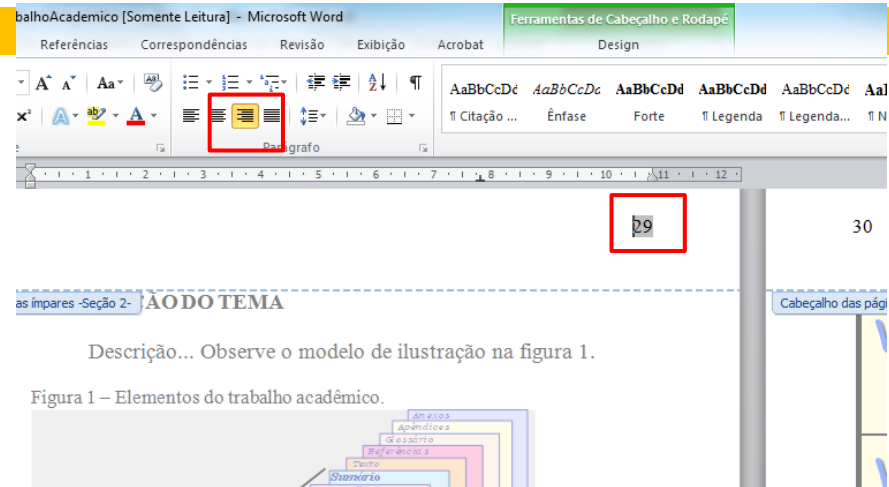 balhoAcademico [Somente Leitura] - Microsoft Word
Ferramentas de Cabeçalho e Rodapé
Referências Correspondências Revisão Exibição Acrobat Design
A A Aa
A ab A
AaBbCcDd AaBbCcDc AaBbCcDd AaBbCcDd AaBbCcDd
¶ Citação ... Ênfase Forte ¶ Legenda ¶ Legenda...
Parágrafo
1 2 3 4 5 6 7 8 9 10 11 12
29
30
as ímpares -Seção 2-
ÇÃO DO TEMA
Cabeçalho das pági
Descrição... Observe o modelo de ilustração na figura 1.
Figura 1 – Elementos do trabalho acadêmico.
Anexos
Apêndices
Glossário
Referências
Texto
Sumário